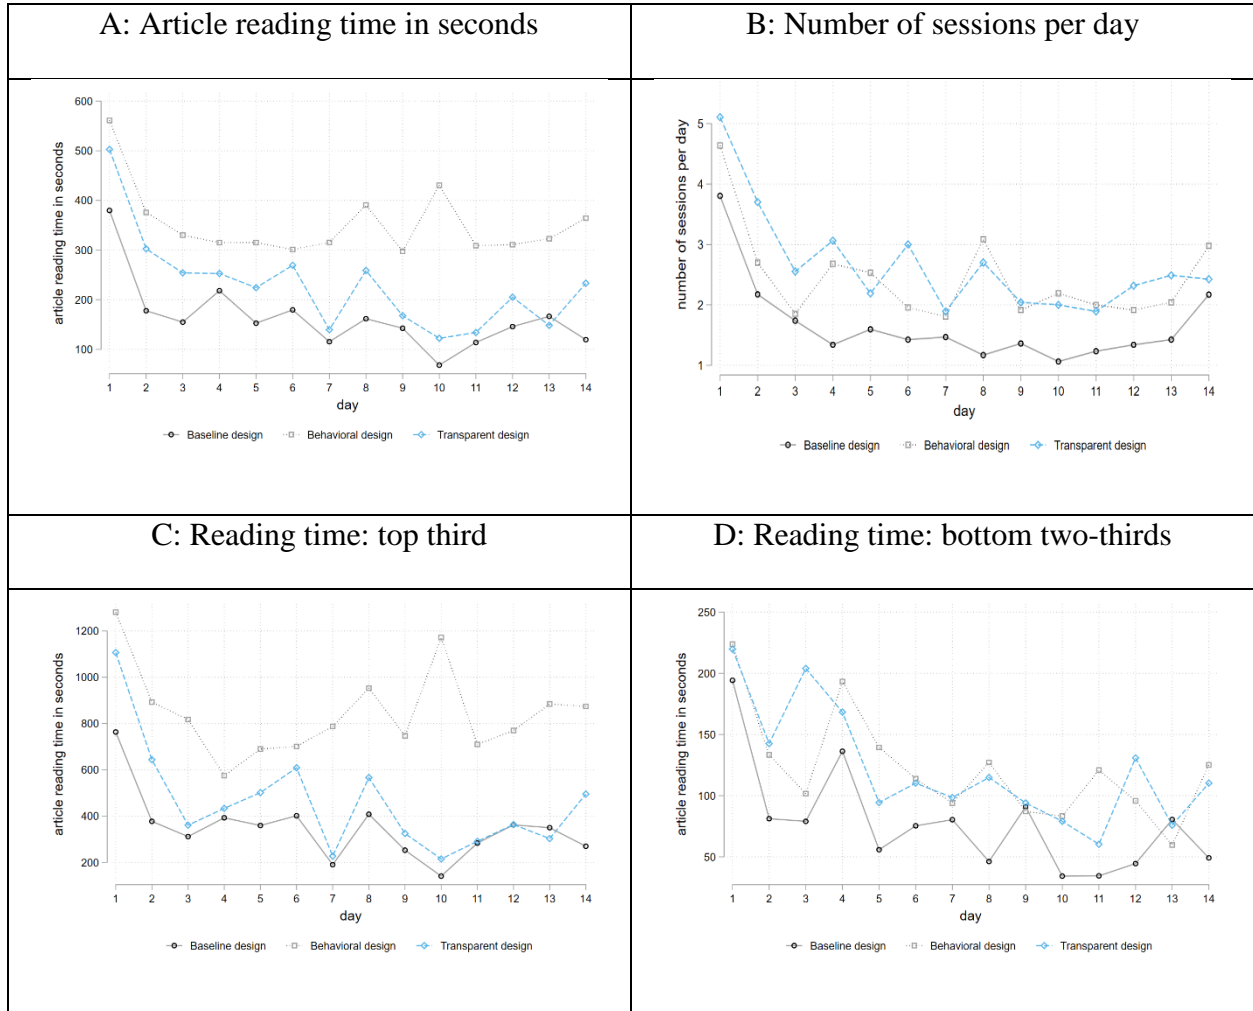 A: Article reading time in seconds
B: Number of sessions per day
article reading time in seconds
600
500
400
300
200
100
1 2 3 4 5 6 7 8 9 10 11 12 13 14
day
Baseline design Behavioral design Transparent design
number of sessions per day
5
4
3
2
1
1 2 3 4 5 6 7 8 9 10 11 12 13 14
day
Baseline design Behavioral design Transparent design
C: Reading time: top third
D: Reading time: bottom two-thirds
article reading time in seconds
1200
1000
800
600
400
200
1 2 3 4 5 6 7 8 9 10 11 12 13 14
day
Baseline design Behavioral design Transparent design
article reading time in seconds
250
200
150
100
50
1 2 3 4 5 6 7 8 9 10 11 12 13 14
day
Baseline design Behavioral design Transparent design